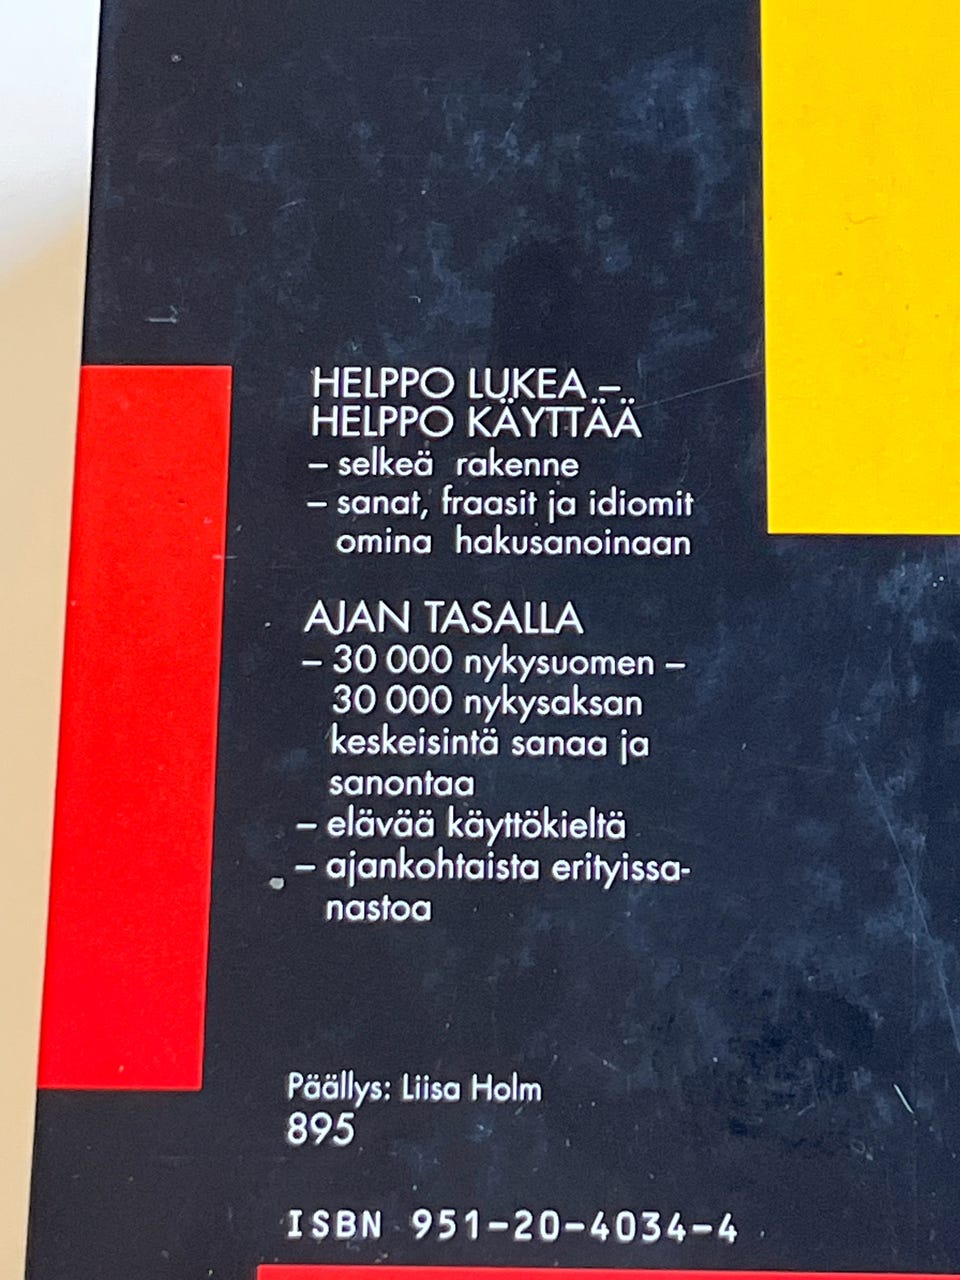 HELPPO LUKEA –
HELPPO KÄYTTÄÄ
– selkeä rakenne
– sanat, fraasit ja idiomit
omina hakusanoinaan
AJAN TASALLA
– 30 000 nykysuomen –
30 000 nykysaksan
keskeisintä sanaa ja
sanontaa
– elävää käyttökieltä
– ajankohtaista erityissa-
nastoa
Päällys: Liisa Holm
895
ISBN 951-20-4034-4